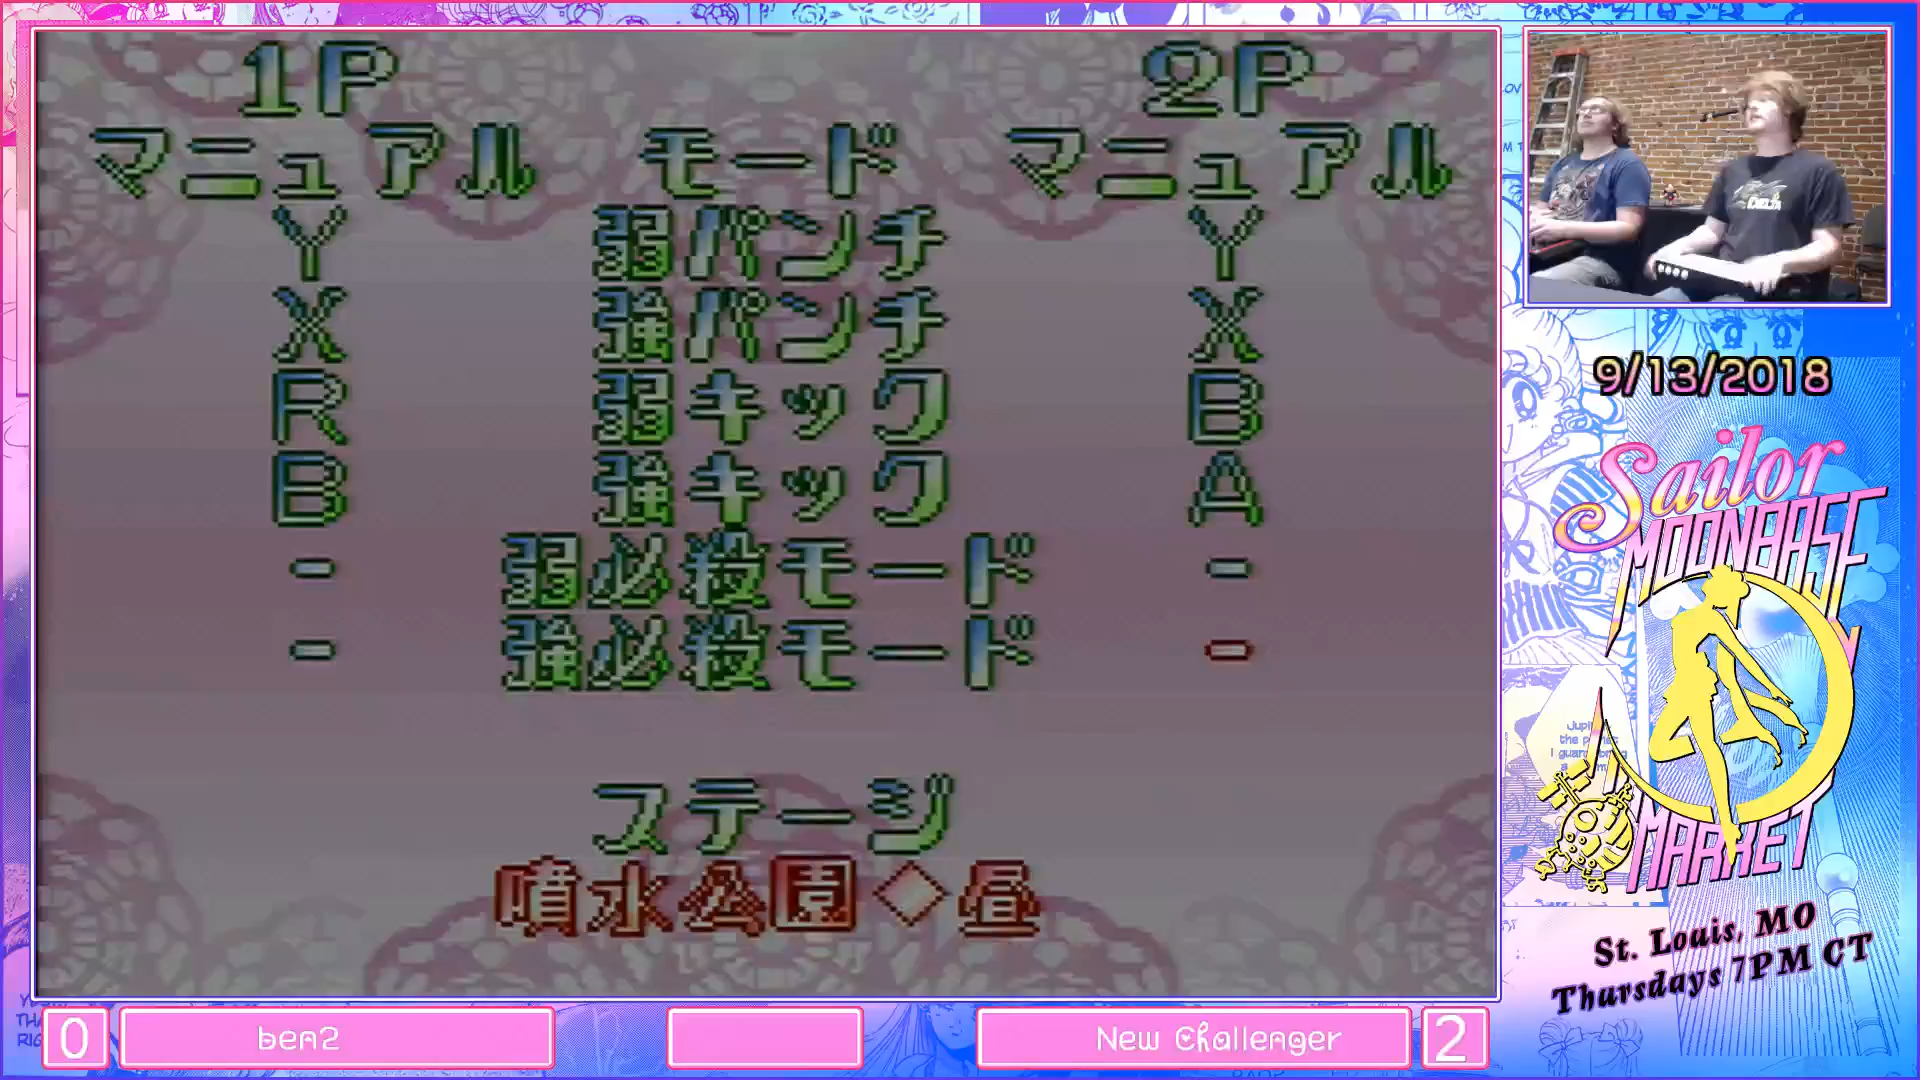 1P 2P
マニュアル モード マニュアル
Y 弱パンチ Y
X 強パンチ X
R 弱キック B
B 強キック A
- 弱必殺モード -
- 強必殺モード -
ステージ
噴水公園◇昼
9/13/2018
Sailor
MOONBASE
MARKET
St. Louis, MO
Thursdays 7PM CT
0 ben2 New Challenger 2